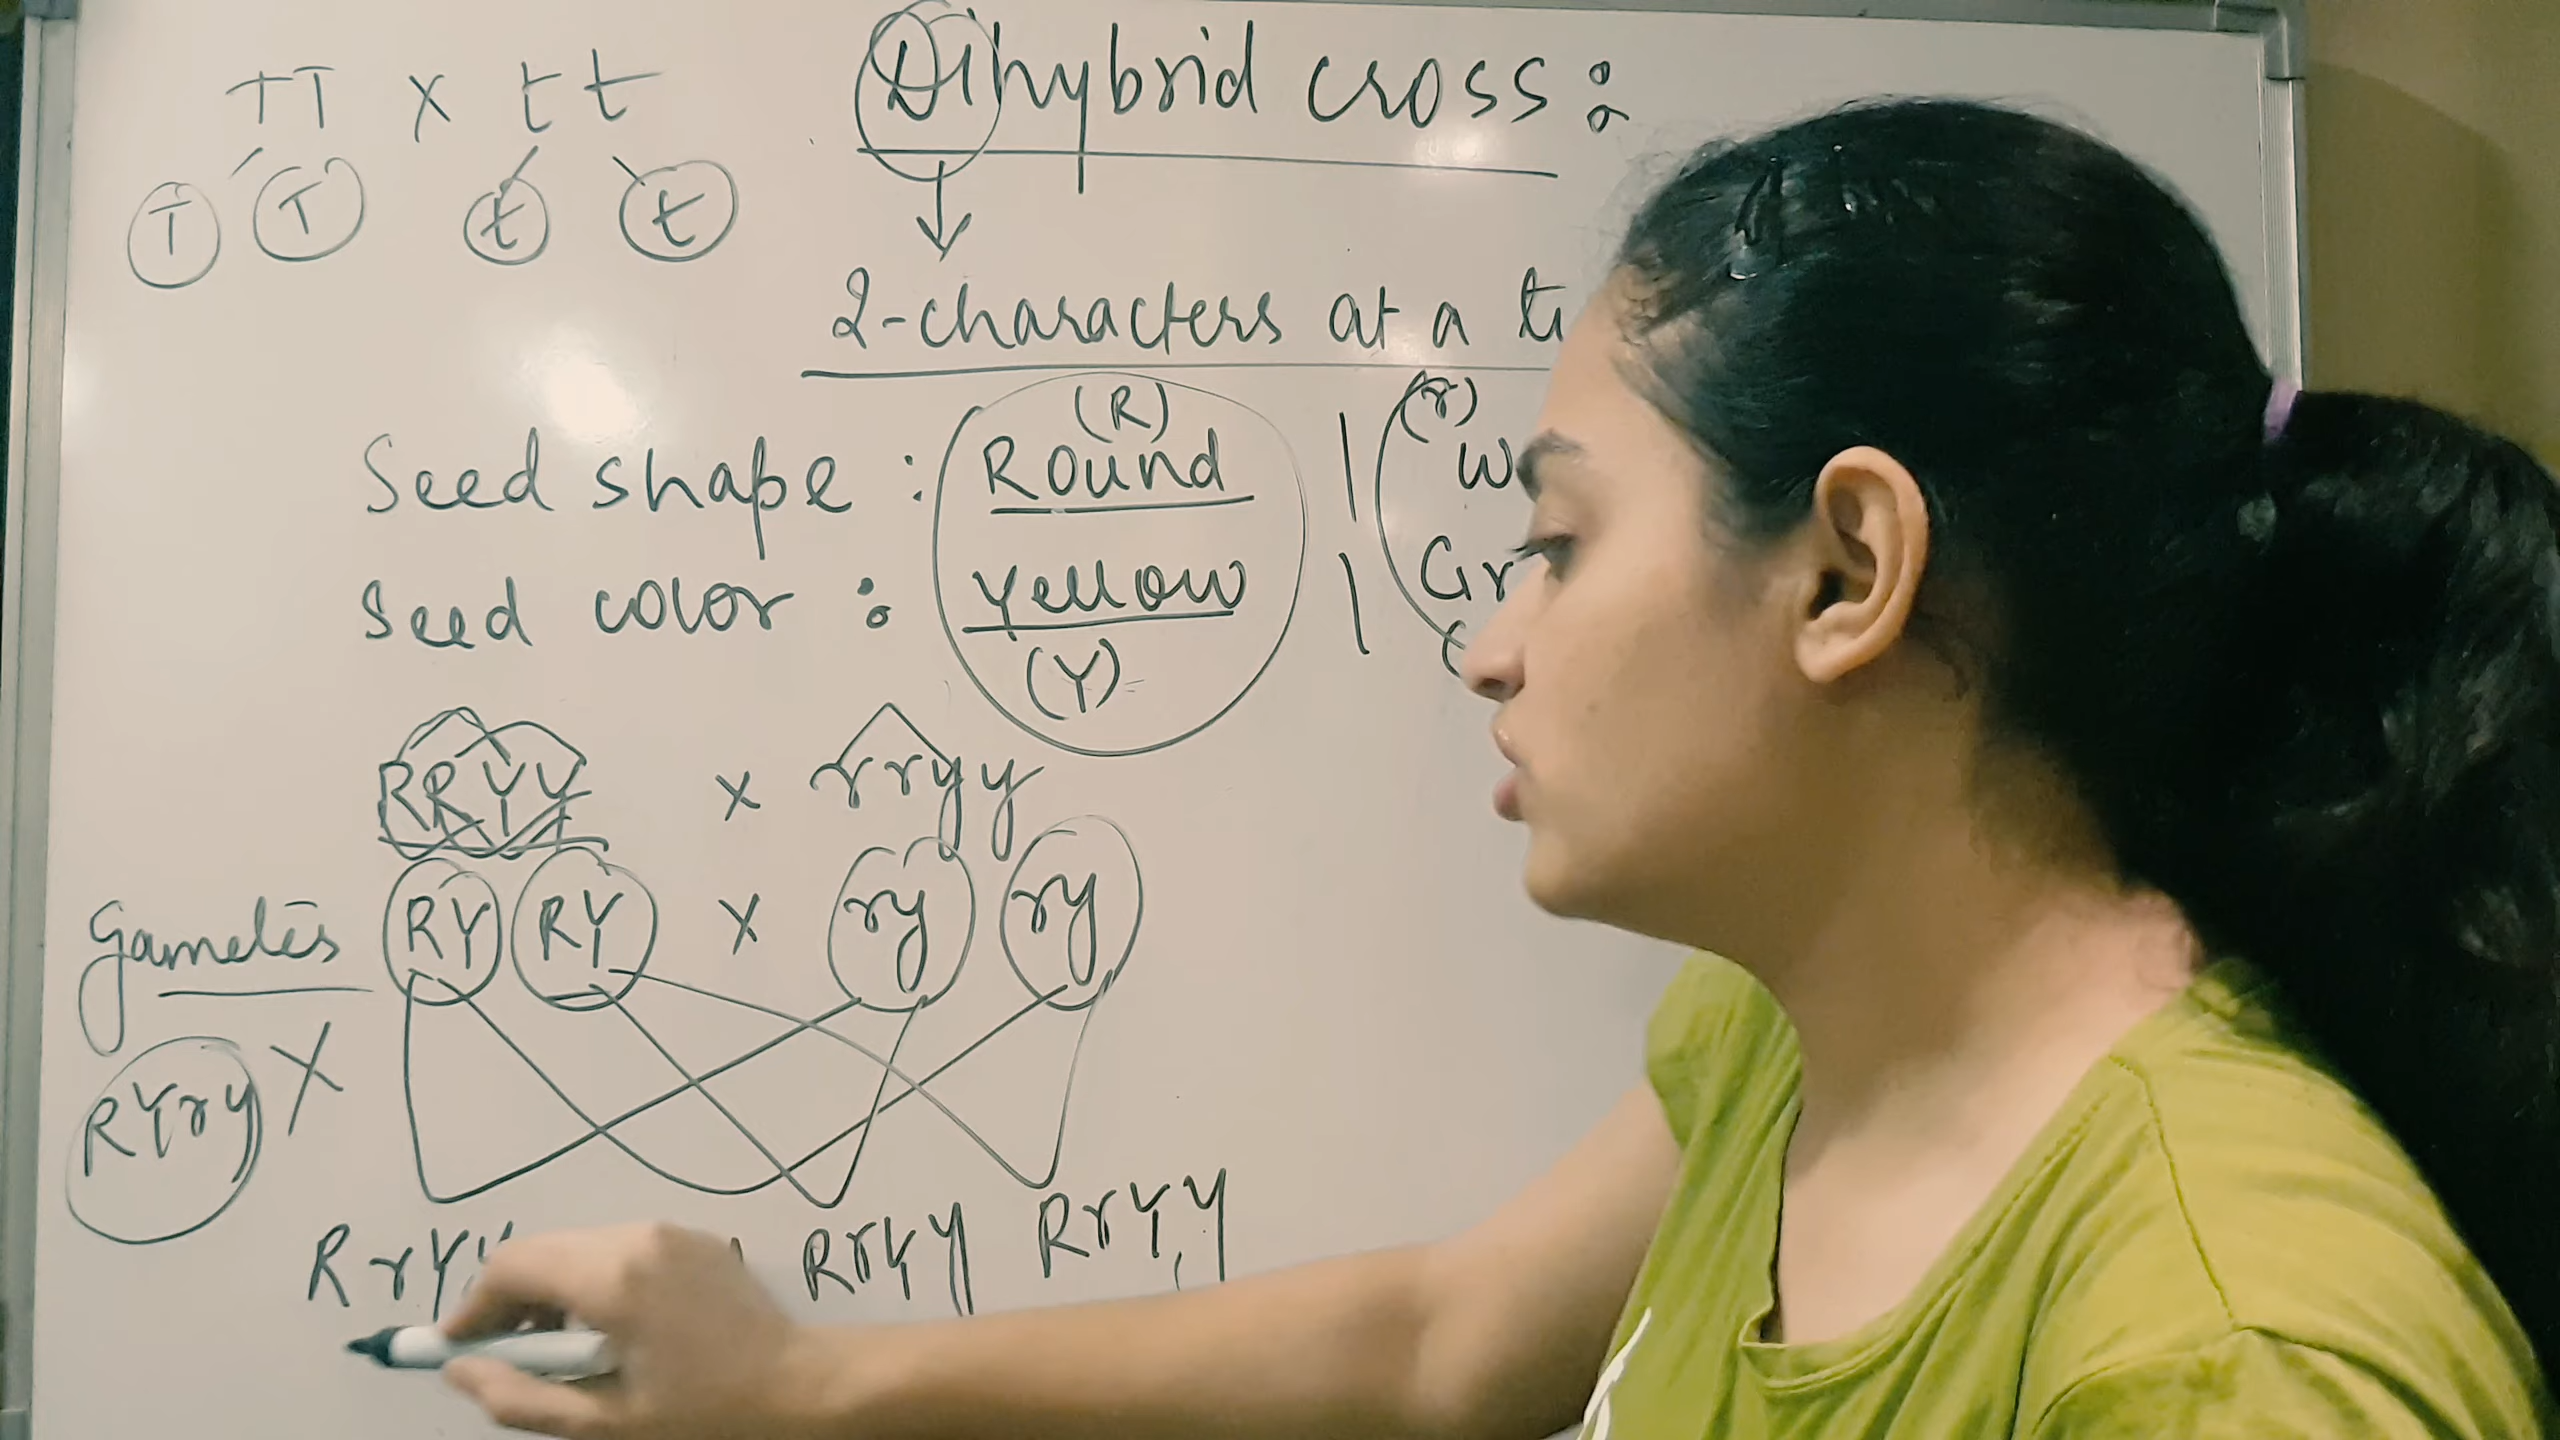 TT x tt
T T t t
Dihybrid cross:
2-characters at a
(R) | (r)
Seed shape : Round
Seed color : Yellow
(Y)
RRYY x rryy
Gametes RY RY x ry ry
RYry X
RrYy RrYy RrYy